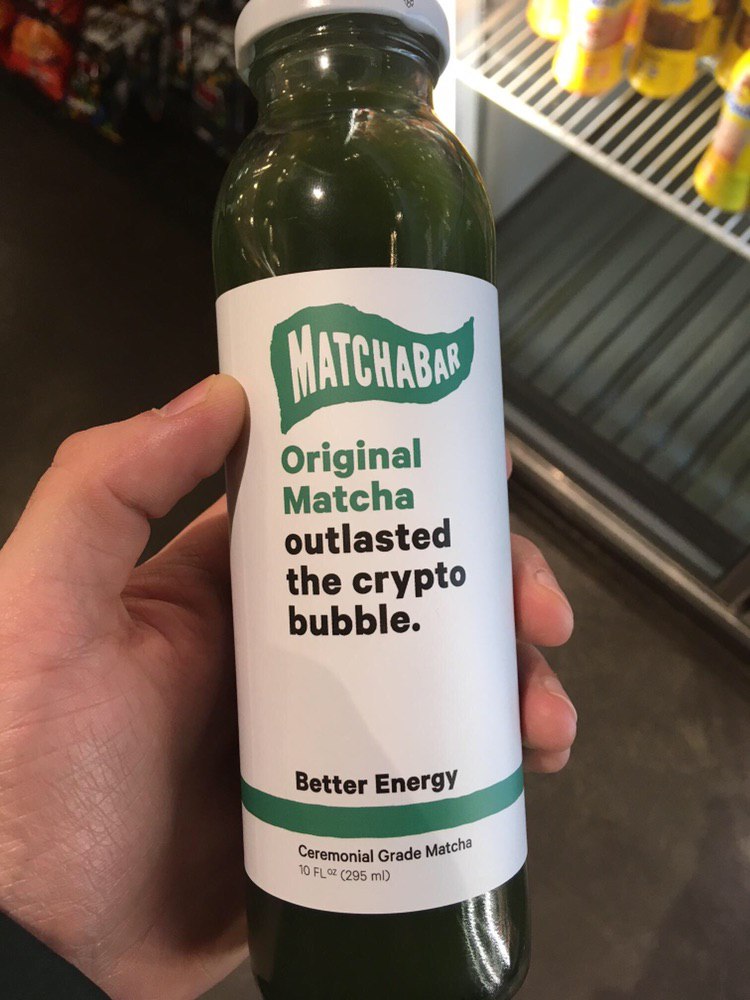 MATCHABAR
Original
Matcha
outlasted
the crypto
bubble.
Better Energy
Ceremonial Grade Matcha
10 FL oz (295 ml)